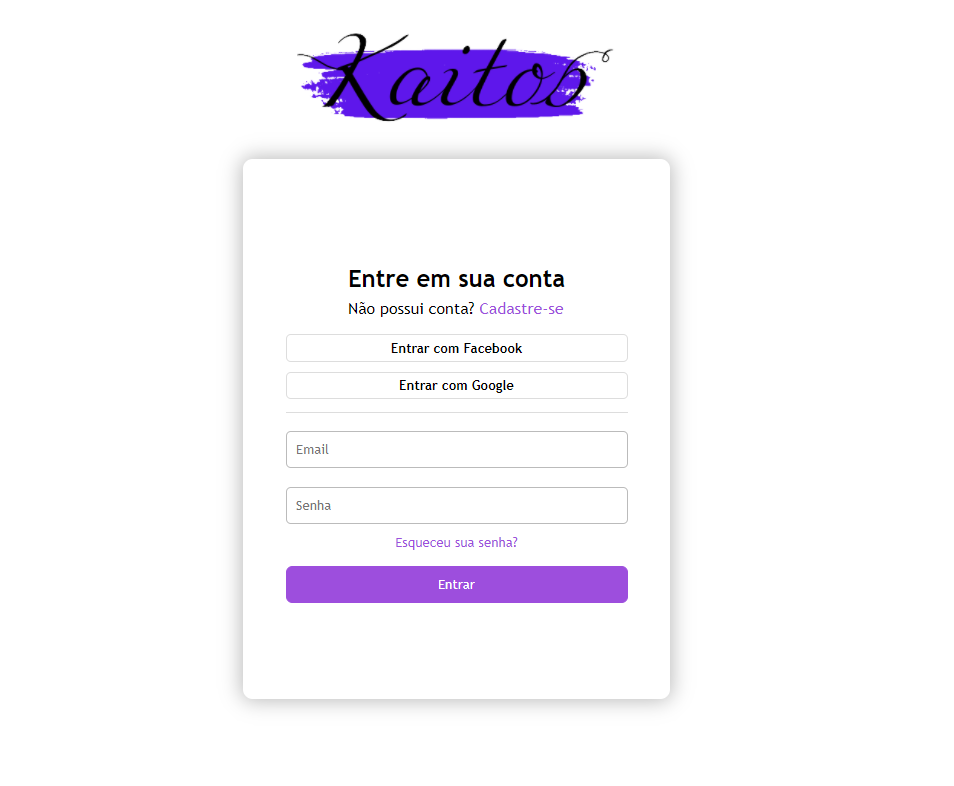 Kaitos
Entre em sua conta
Não possui conta? Cadastre-se
Entrar com Facebook
Entrar com Google
Email
Senha
Esqueceu sua senha?
Entrar